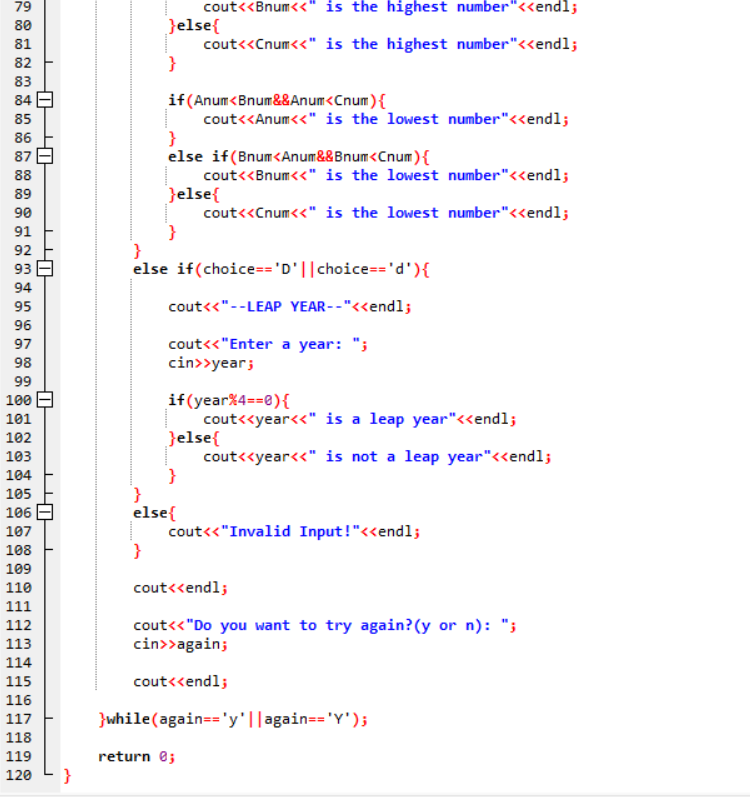 79 cout<<Bnum<<" is the highest number"<<endl;
80 }else{
81 cout<<Cnum<<" is the highest number"<<endl;
82 }
83
84 if(Anum<Bnum&&Anum<Cnum){
85 cout<<Anum<<" is the lowest number"<<endl;
86 }
87 else if(Bnum<Anum&&Bnum<Cnum){
88 cout<<Bnum<<" is the lowest number"<<endl;
89 }else{
90 cout<<Cnum<<" is the lowest number"<<endl;
91 }
92 }
93 else if(choice=='D'||choice=='d'){
94
95 cout<<"--LEAP YEAR--"<<endl;
96
97 cout<<"Enter a year: ";
98 cin>>year;
99
100 if(year%4==0){
101 cout<<year<<" is a leap year"<<endl;
102 }else{
103 cout<<year<<" is not a leap year"<<endl;
104 }
105 }
106 else{
107 cout<<"Invalid Input!"<<endl;
108 }
109
110 cout<<endl;
111
112 cout<<"Do you want to try again?(y or n): ";
113 cin>>again;
114
115 cout<<endl;
116
117 }while(again=='y'||again=='Y');
118
119 return 0;
120 }